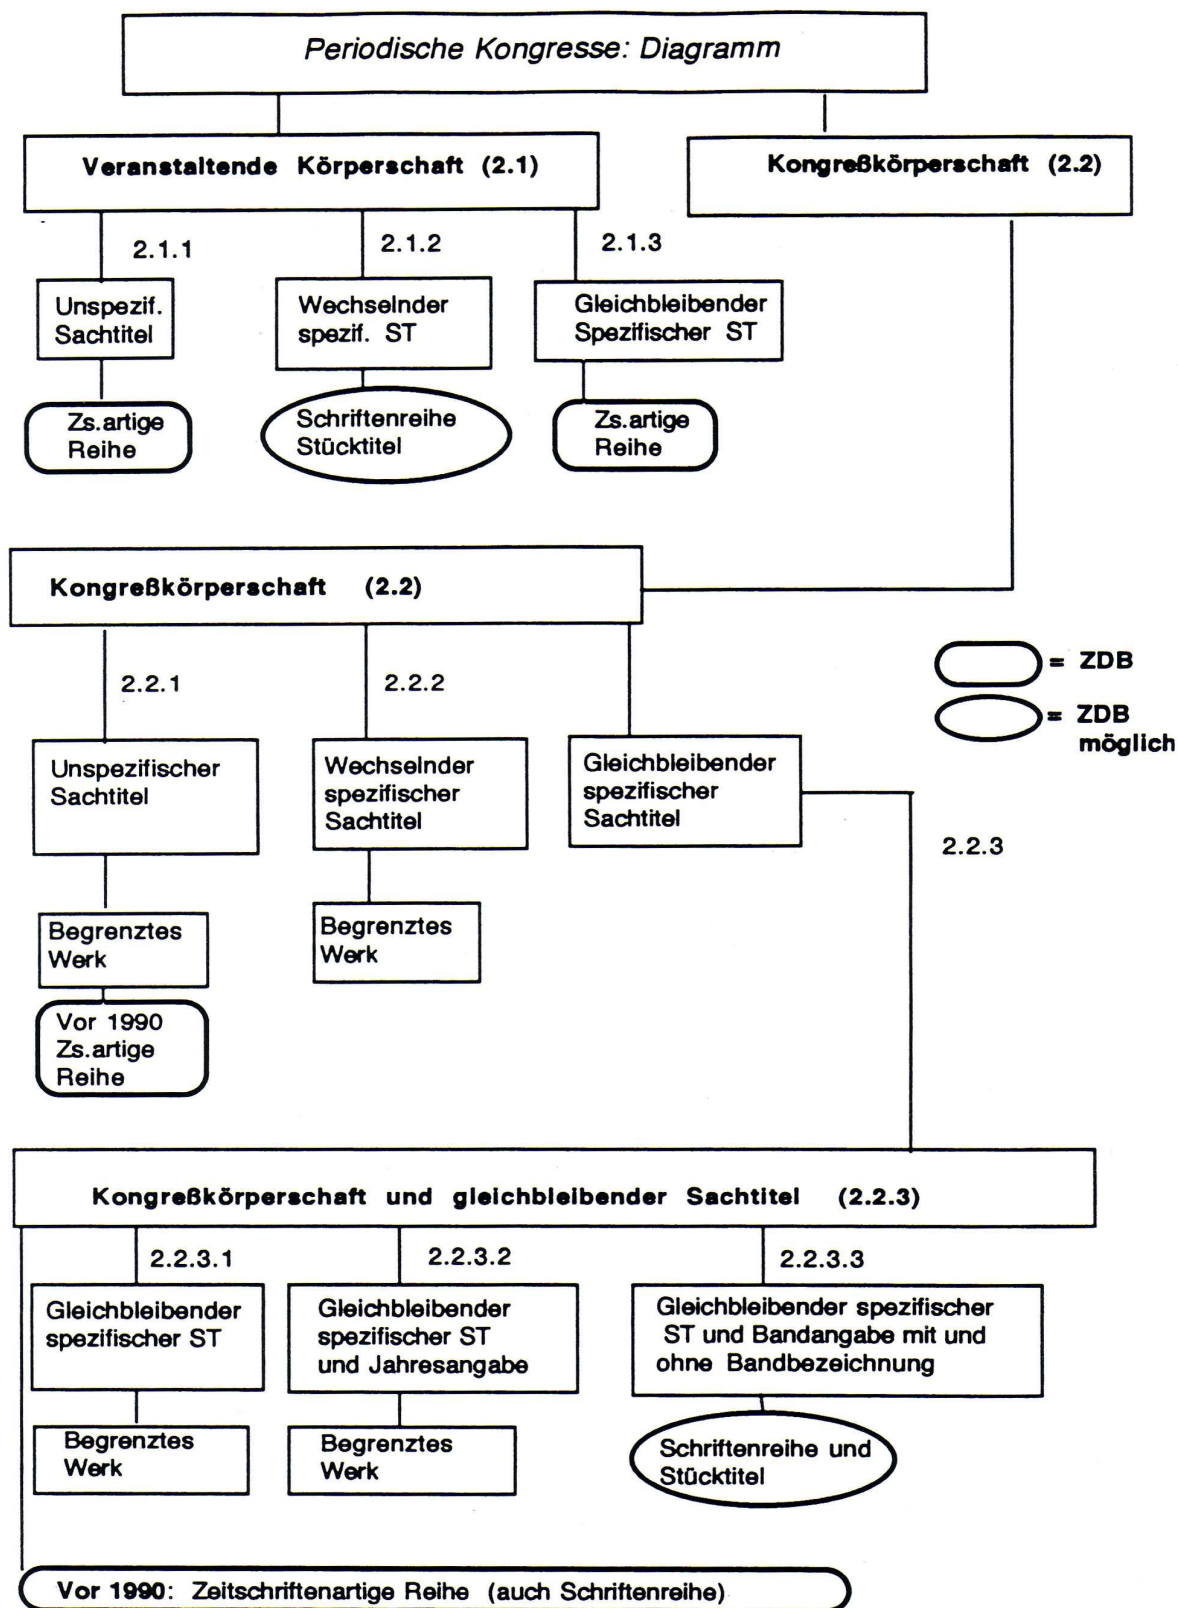 Periodische Kongresse: Diagramm
Veranstaltende Körperschaft (2.1)
Kongreßkörperschaft (2.2)
2.1.1
2.1.2
2.1.3
Unspezif.
Sachtitel
Wechselnder
spezif. ST
Gleichbleibender
Spezifischer ST
Zs.artige
Reihe
Schriftenreihe
Stücktitel
Zs.artige
Reihe
Kongreßkörperschaft (2.2)
2.2.1
2.2.2
= ZDB
= ZDB
möglich
Unspezifischer
Sachtitel
Wechselnder
spezifischer
Sachtitel
Gleichbleibender
spezifischer
Sachtitel
2.2.3
Begrenztes
Werk
Begrenztes
Werk
Vor 1990
Zs.artige
Reihe
Kongreßkörperschaft und gleichbleibender Sachtitel (2.2.3)
2.2.3.1
2.2.3.2
2.2.3.3
Gleichbleibender
spezifischer ST
Gleichbleibender
spezifischer ST
und Jahresangabe
Gleichbleibender spezifischer
ST und Bandangabe mit und
ohne Bandbezeichnung
Begrenztes
Werk
Begrenztes
Werk
Schriftenreihe und
Stücktitel
Vor 1990: Zeitschriftenartige Reihe (auch Schriftenreihe)